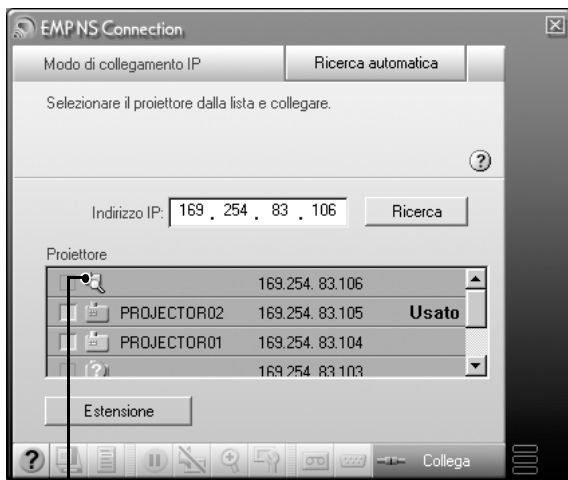 EMP NS Connection
Modo di collegamento IP
Ricerca automatica
Selezionare il proiettore dalla lista e collegare.
Indirizzo IP: 169 . 254 . 83 . 106 Ricerca
Proiettore
169.254. 83.106
PROJECTOR02 169.254. 83.105 Usato
PROJECTOR01 169.254. 83.104
169.254. 83.103
Estensione
Collega